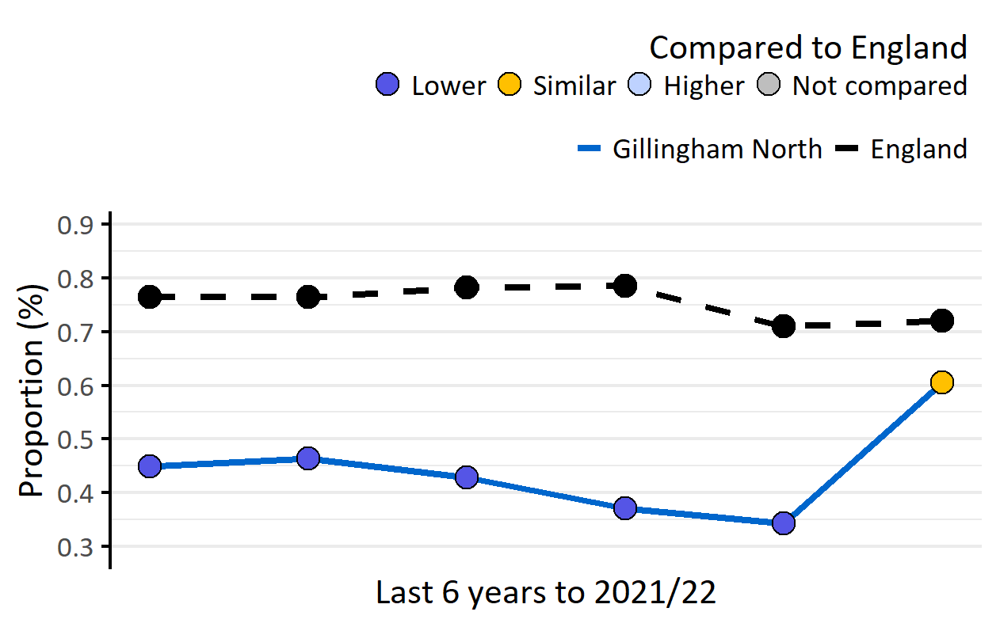 Compared to England
Lower Similar Higher Not compared
Gillingham North England
0.9
0.8
0.7
0.6
0.5
0.4
0.3
Proportion (%)
Last 6 years to 2021/22